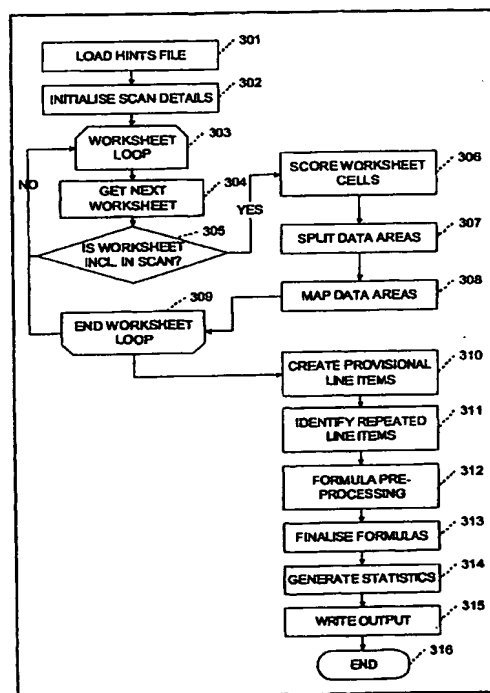 301
LOAD HINTS FILE
302
INITIALISE SCAN DETAILS
303
WORKSHEET
LOOP
NO
304
GET NEXT
WORKSHEET
305
IS WORKSHEET
INCL. IN SCAN?
YES
306
SCORE WORKSHEET
CELLS
307
SPLIT DATA AREAS
308
MAP DATA AREAS
309
END WORKSHEET
LOOP
310
CREATE PROVISIONAL
LINE ITEMS
311
IDENTIFY REPEATED
LINE ITEMS
312
FORMULA PRE-
PROCESSING
313
FINALISE FORMULAS
314
GENERATE STATISTICS
315
WRITE OUTPUT
316
END